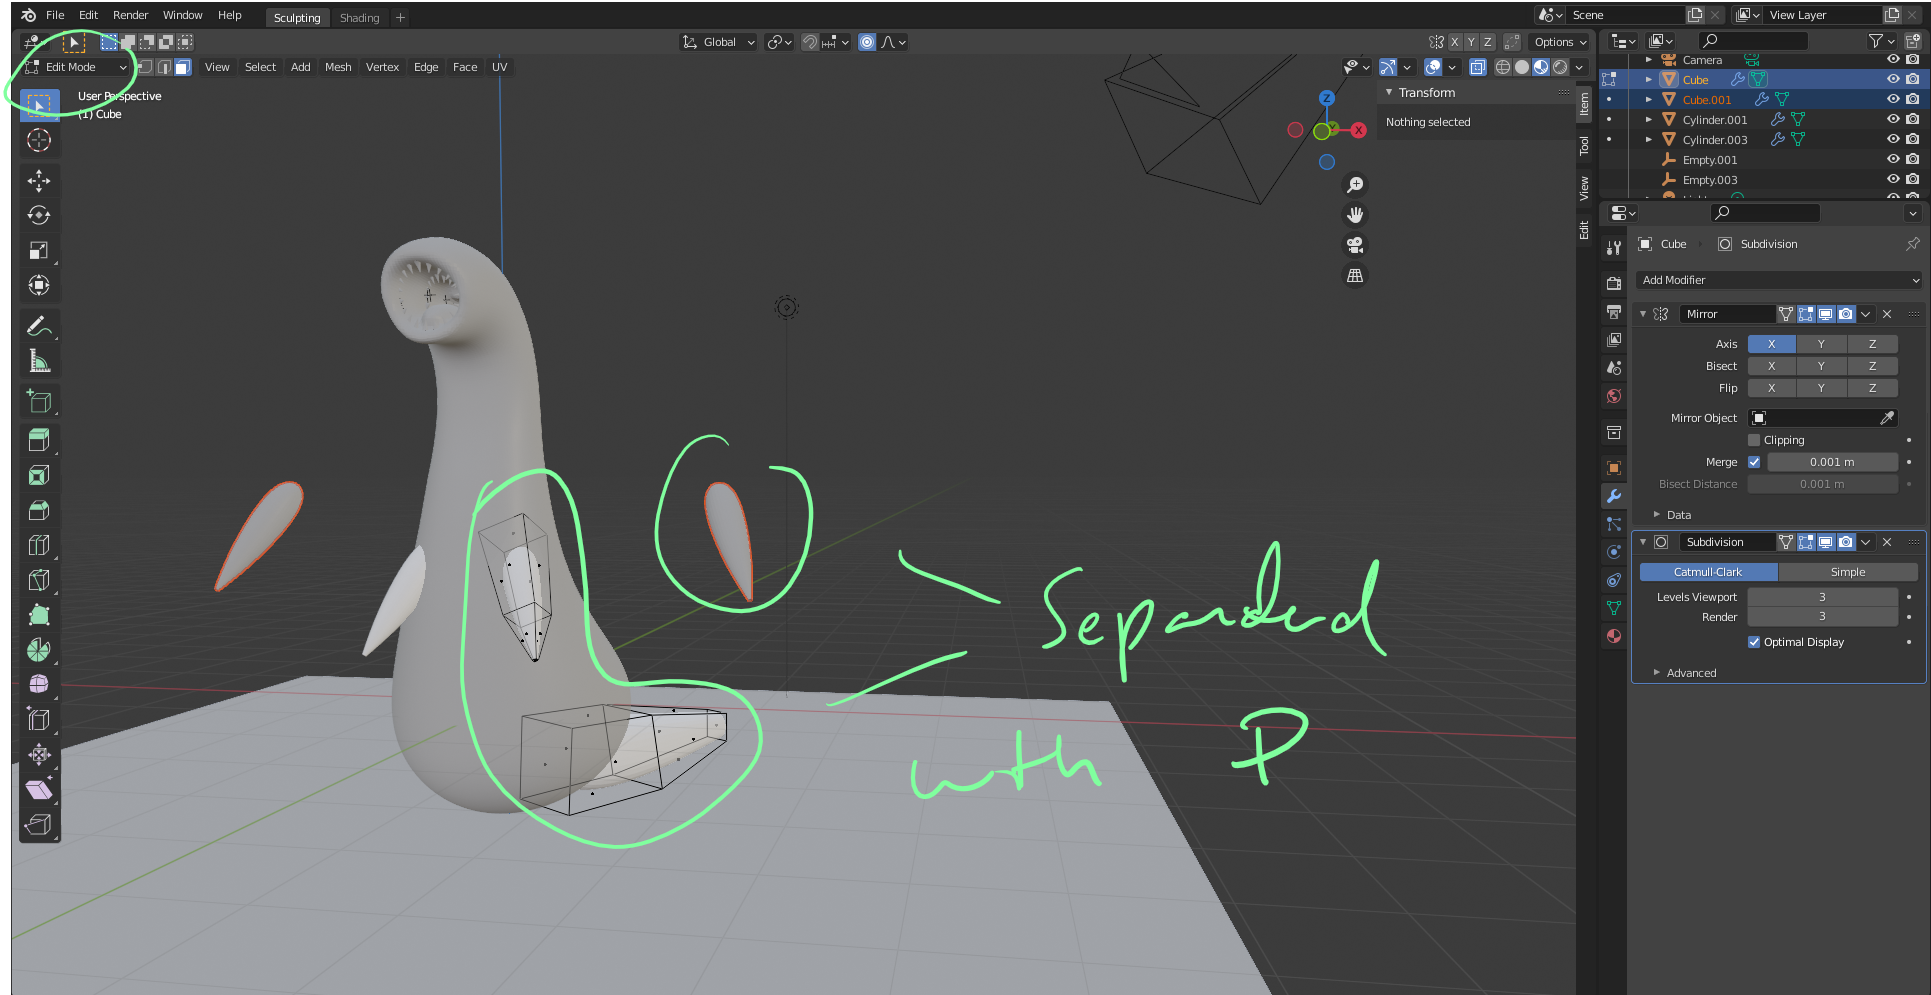 File Edit Render Window Help Sculpting Shading + Scene View Layer
Global Options
X Y Z
Edit Mode View Select Add Mesh Vertex Edge Face UV
User Perspective
(1) Cube
Z
X
Transform
Nothing selected
Item
Tool
View
Edit
Camera
Cube
Cube.001
Cylinder.001
Cylinder.003
Empty.001
Empty.003
Cube Subdivision
Add Modifier
Mirror
Axis X Y Z
Bisect X Y Z
Flip X Y Z
Mirror Object
Clipping
Merge 0.001 m
Bisect Distance 0.001 m
Data
Subdivision
Catmull-Clark Simple
Levels Viewport 3
Render 3
Optimal Display
Advanced
Separated
with P